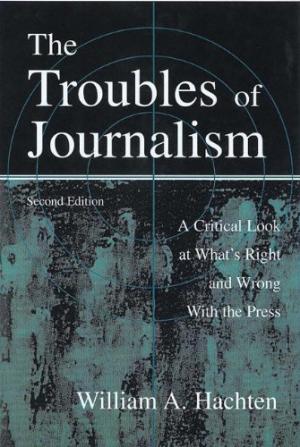 The
Troubles of
Journalism
Second Edition
A Critical Look
at What's Right
and Wrong
With the Press
William A. Hachten